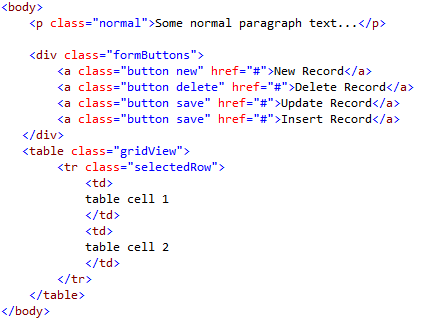 <body>
    <p class="normal">Some normal paragraph text...</p>

    <div class="formButtons">
        <a class="button new" href="#">New Record</a>
        <a class="button delete" href="#">Delete Record</a>
        <a class="button save" href="#">Update Record</a>
        <a class="button save" href="#">Insert Record</a>
    </div>
    <table class="gridView">
        <tr class="selectedRow">
            <td>
            table cell 1
            </td>
            <td>
            table cell 2
            </td>
        </tr>
    </table>
</body>